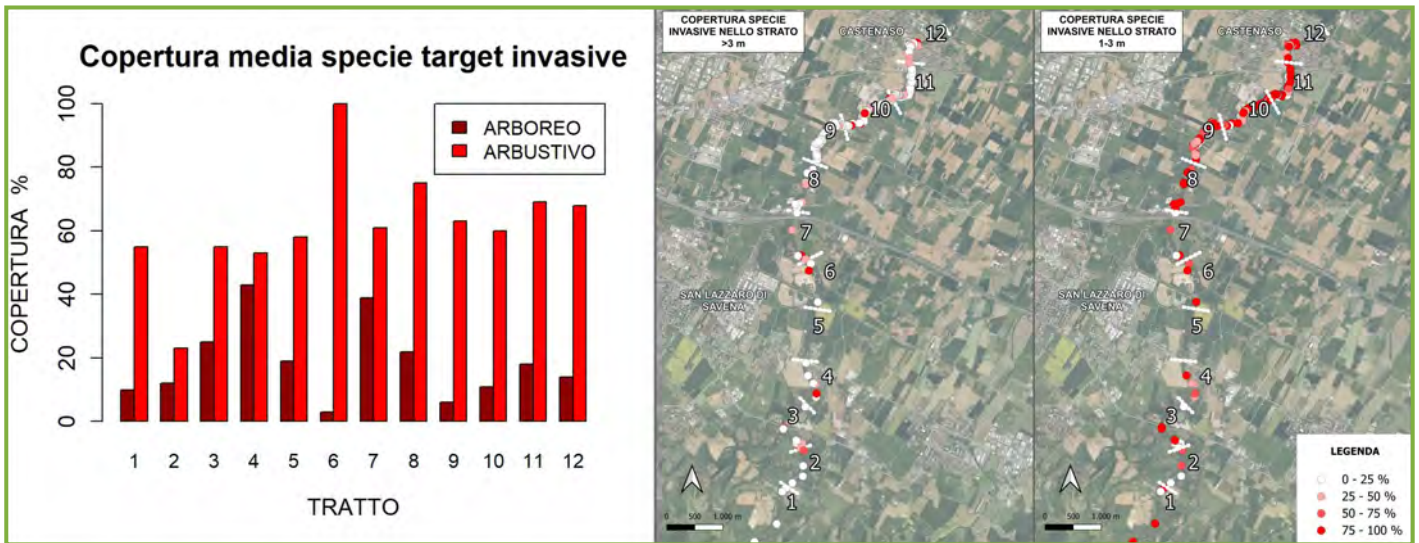 Copertura media specie target invasive
COPERTURA %
100
80
60
40
20
0
ARBOREO
ARBUSTIVO
1 2 3 4 5 6 7 8 9 10 11 12
TRATTO
COPERTURA SPECIE
INVASIVE NELLO STRATO
>3 m
CASTENASO
12
11
10
9
8
7
6
SAN LAZZARO DI
SAVENA
5
4
3
2
1
0 500 1.000 m
COPERTURA SPECIE
INVASIVE NELLO STRATO
1-3 m
CASTENASO
12
11
10
9
8
7
6
SAN LAZZARO DI
SAVENA
5
4
3
2
1
0 500 1.000 m
LEGENDA
0 - 25 %
25 - 50 %
50 - 75 %
75 - 100 %